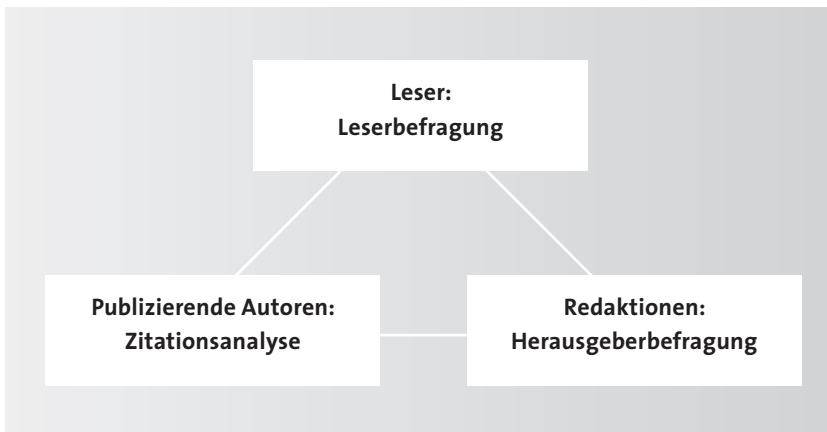 Leser:
Leserbefragung
Publizierende Autoren:
Zitationsanalyse
Redaktionen:
Herausgeberbefragung